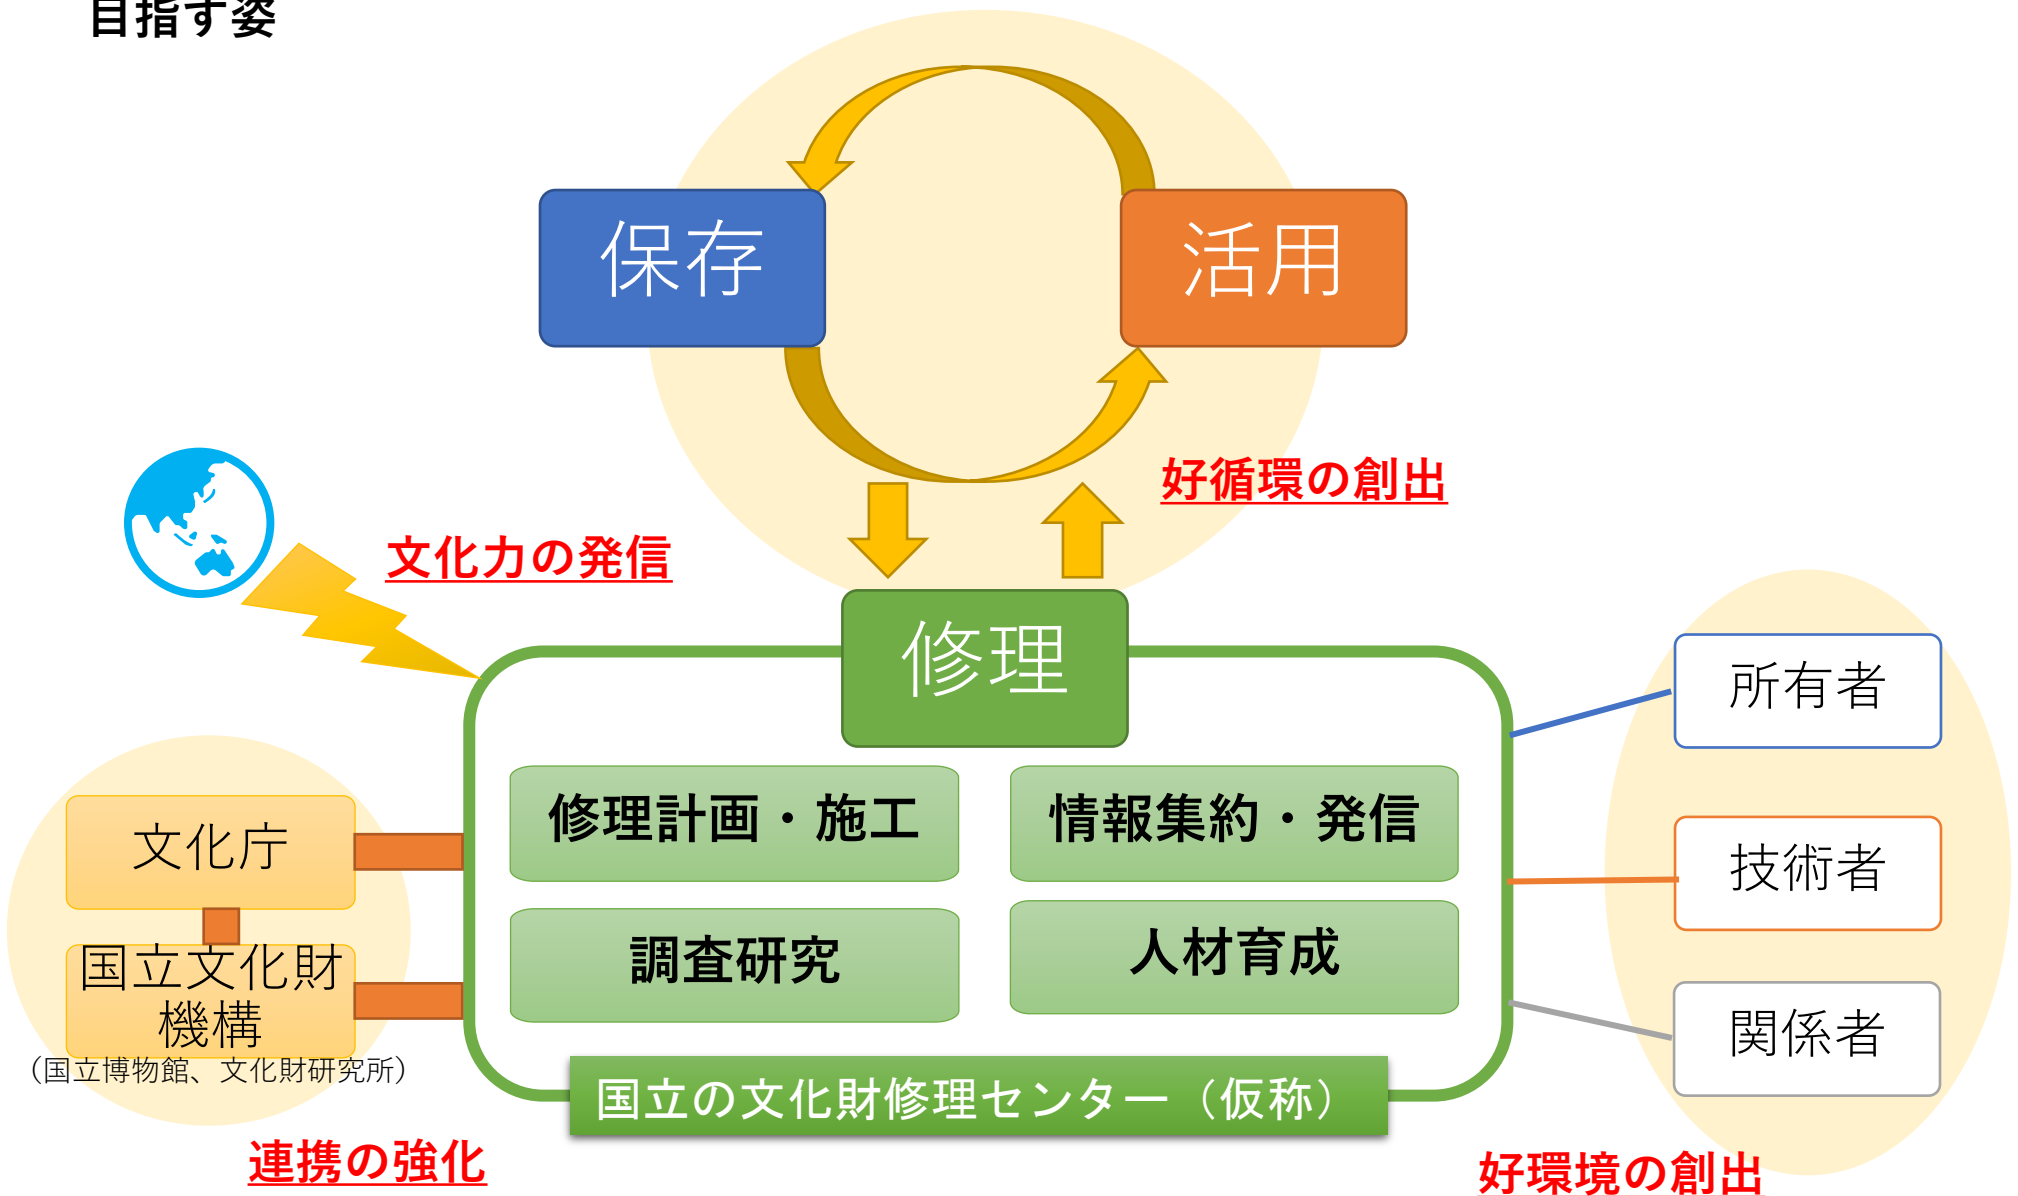 目指す姿
保存
活用
好循環の創出
文化力の発信
修理
修理計画・施工
情報集約・発信
調査研究
人材育成
国立の文化財修理センター（仮称）
文化庁
国立文化財
機構
（国立博物館、文化財研究所）
連携の強化
所有者
技術者
関係者
好環境の創出